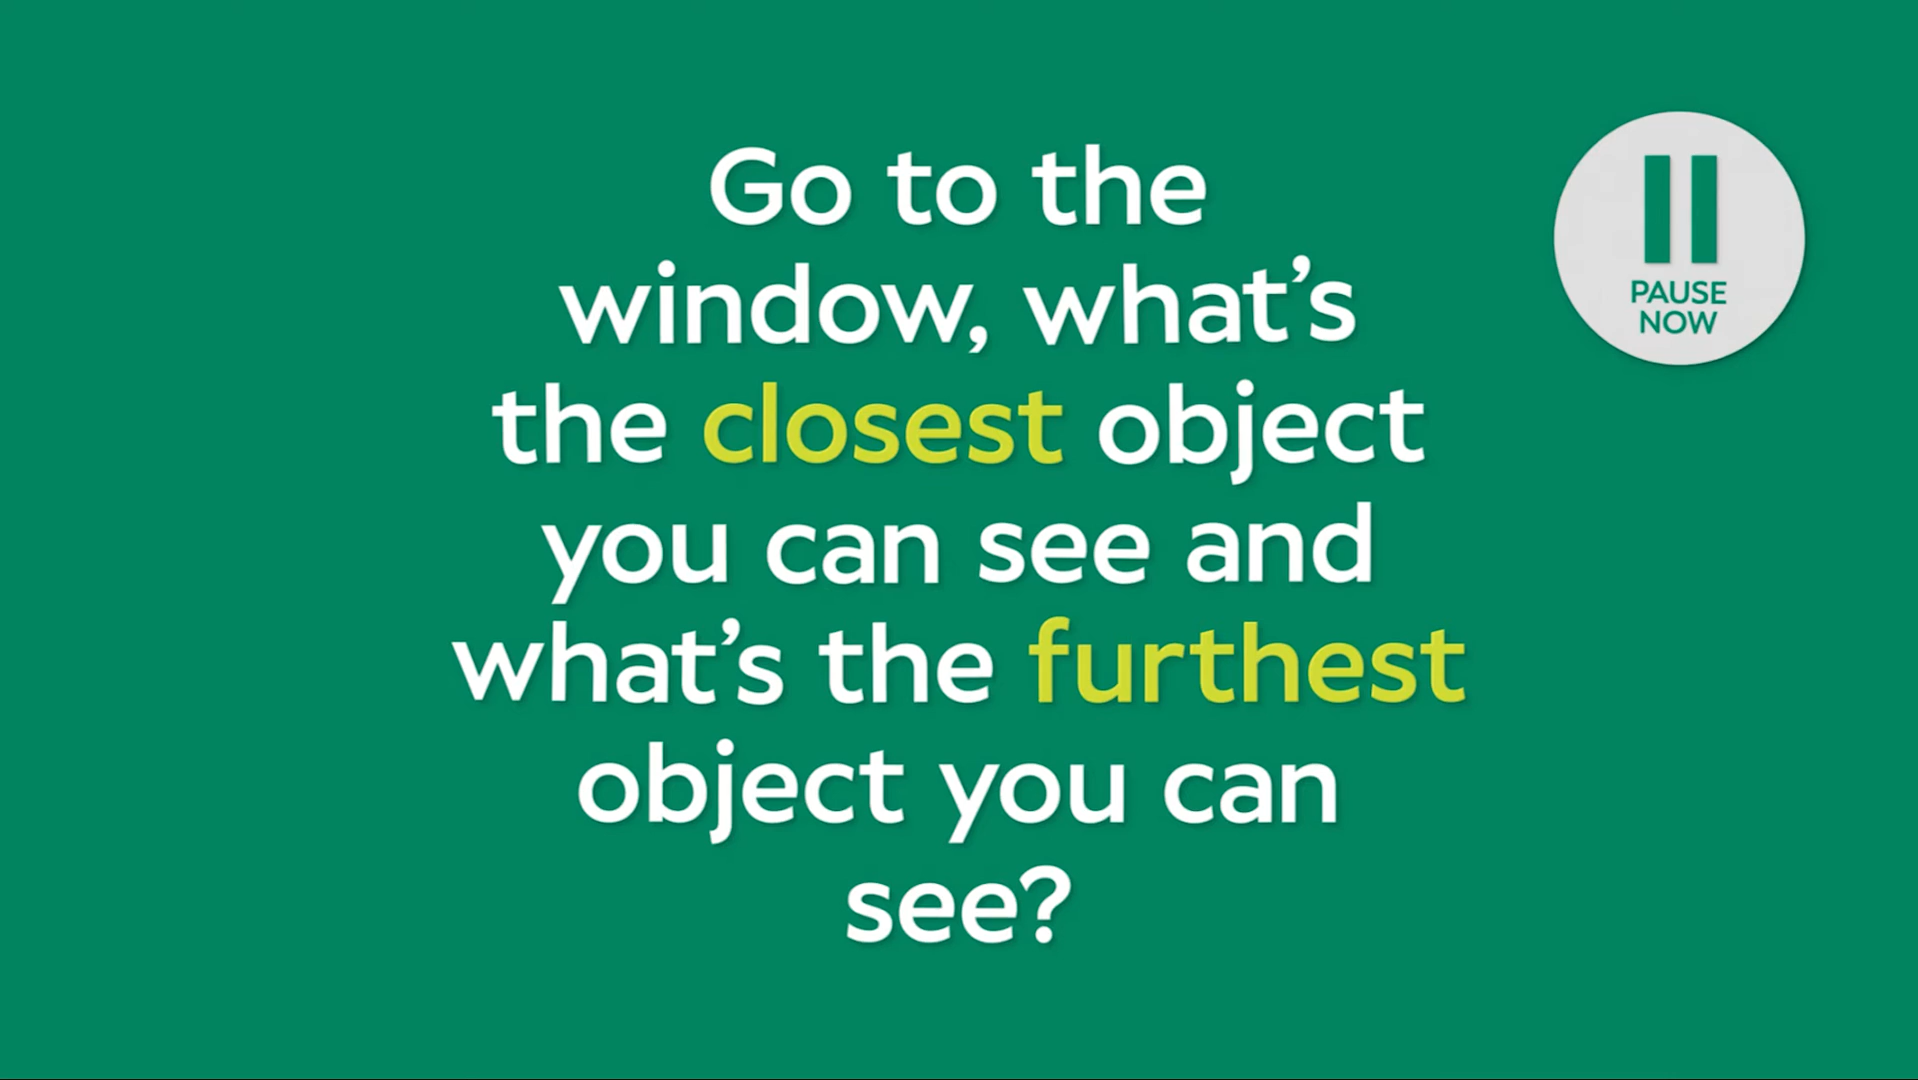 Go to the
window, what’s
the closest object
you can see and
what’s the furthest
object you can
see?
PAUSE
NOW